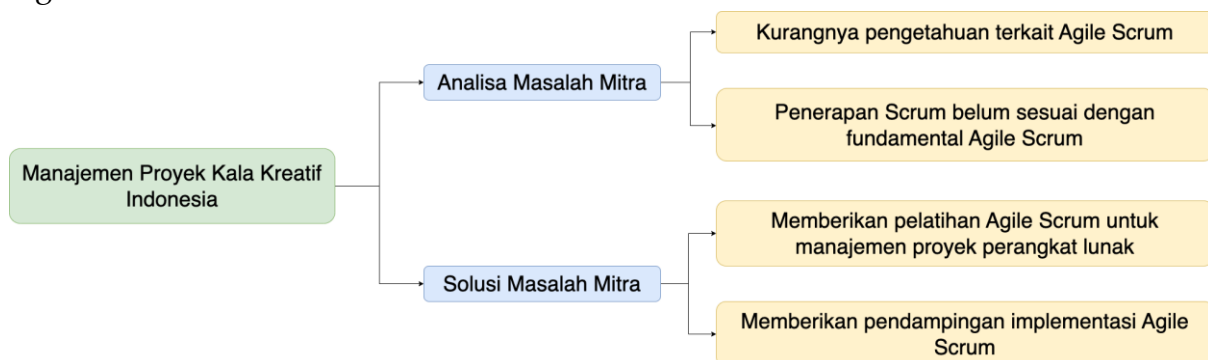 Kurangnya pengetahuan terkait Agile Scrum
Analisa Masalah Mitra
Penerapan Scrum belum sesuai dengan
fundamental Agile Scrum
Manajemen Proyek Kala Kreatif
Indonesia
Memberikan pelatihan Agile Scrum untuk
manajemen proyek perangkat lunak
Solusi Masalah Mitra
Memberikan pendampingan implementasi Agile
Scrum